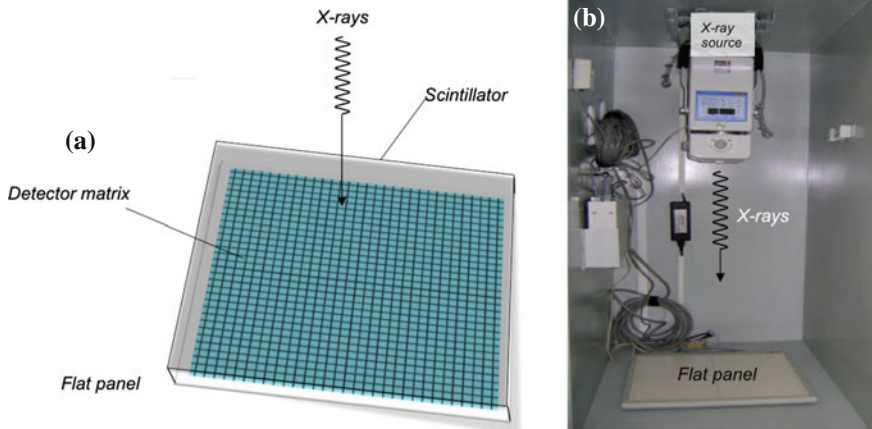 X-rays
Scintillator
(a)
Detector matrix
Flat panel
(b)
X-ray
source
X-rays
Flat panel